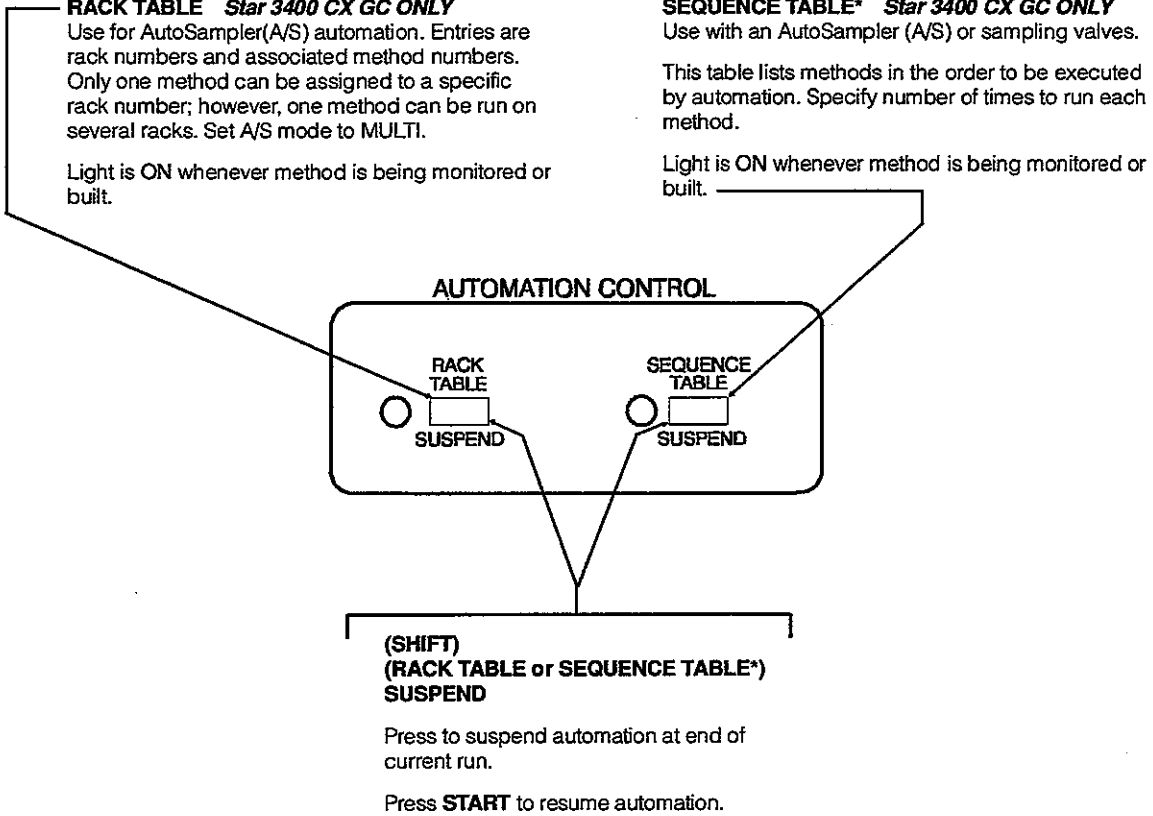 RACK TABLE Star 3400 CX GC ONLY
Use for AutoSampler(A/S) automation. Entries are
rack numbers and associated method numbers.
Only one method can be assigned to a specific
rack number; however, one method can be run on
several racks. Set A/S mode to MULTI.
Light is ON whenever method is being monitored or
built.
SEQUENCE TABLE* Star 3400 CX GC ONLY
Use with an AutoSampler (A/S) or sampling valves.
This table lists methods in the order to be executed
by automation. Specify number of times to run each
method.
Light is ON whenever method is being monitored or
built.
AUTOMATION CONTROL
RACK
TABLE
SUSPEND
SEQUENCE
TABLE
SUSPEND
(SHIFT)
(RACK TABLE or SEQUENCE TABLE*)
SUSPEND
Press to suspend automation at end of
current run.
Press START to resume automation.